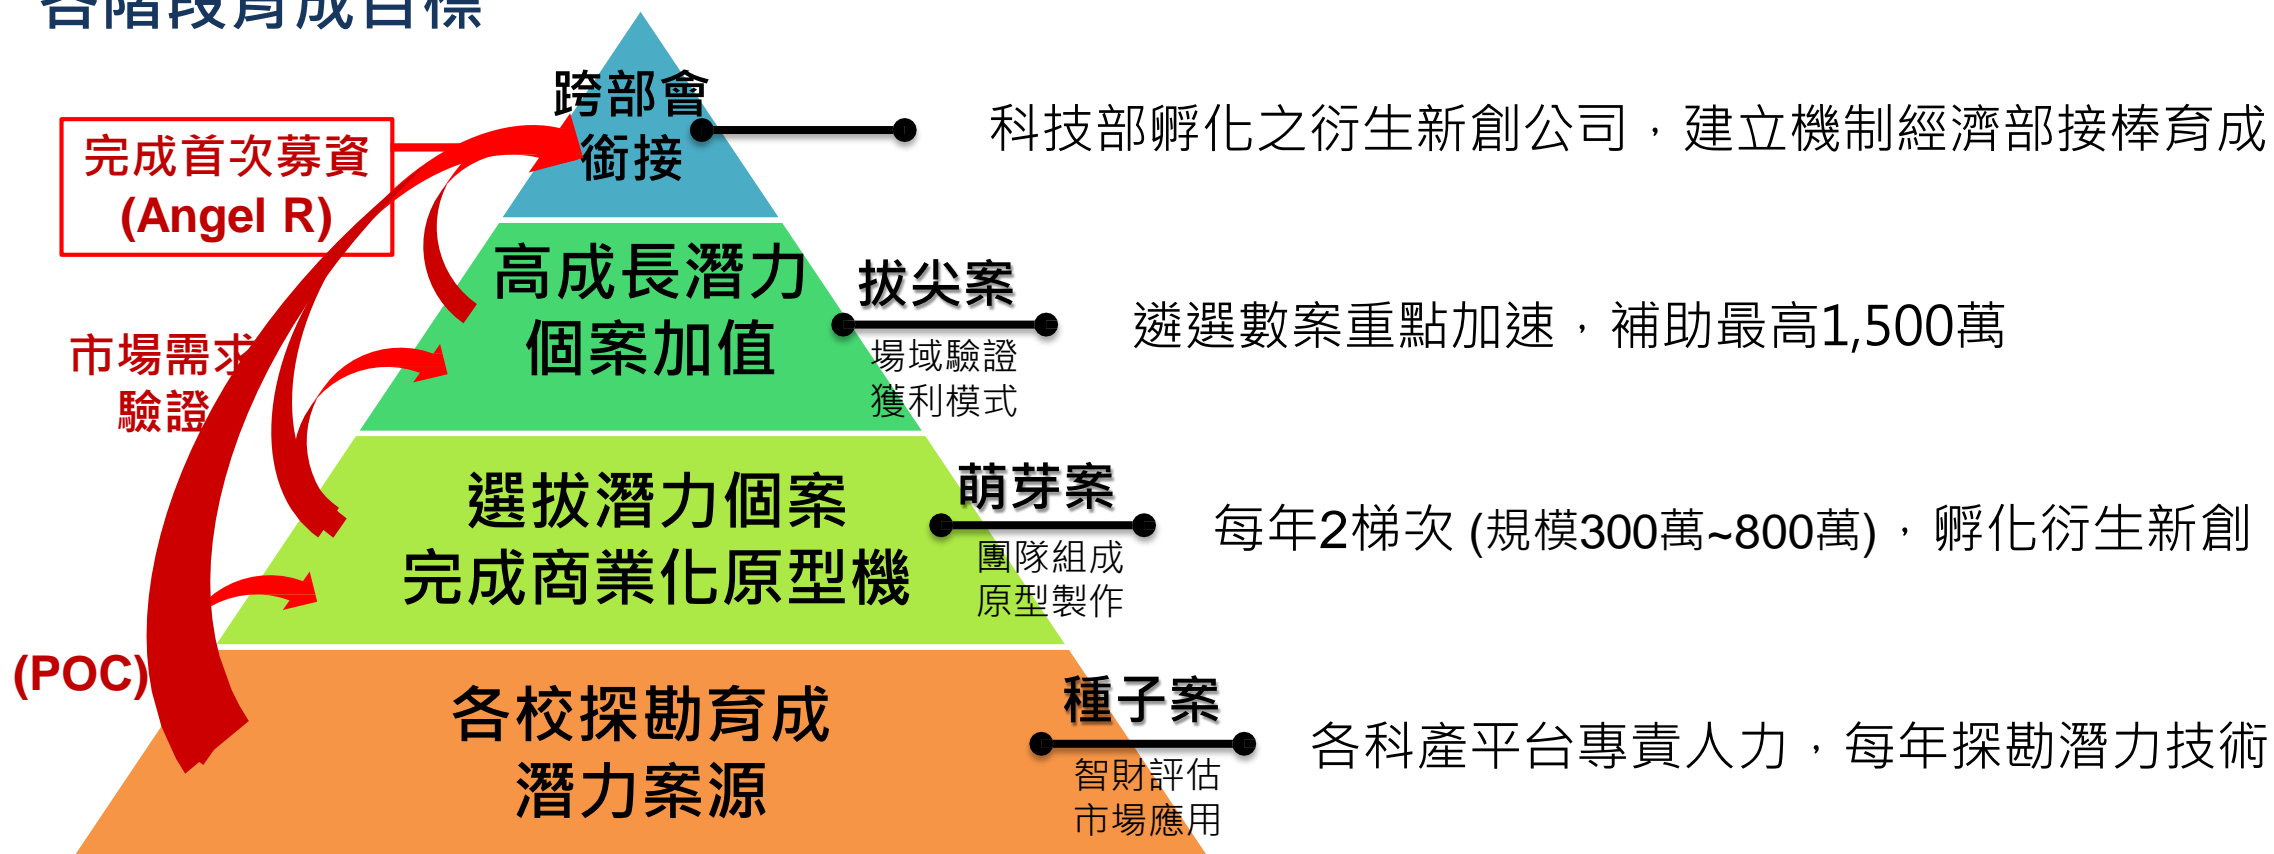 各階段育成目標
跨部會
銜接
科技部孵化之衍生新創公司，建立機制經濟部接棒育成
完成首次募資
(Angel R)
高成長潛力
個案加值
拔尖案
場域驗證
獲利模式
遴選數案重點加速，補助最高1,500萬
市場需求
驗證
選拔潛力個案
完成商業化原型機
萌芽案
團隊組成
原型製作
每年2梯次 (規模300萬~800萬)，孵化衍生新創
(POC)
各校探勘育成
潛力案源
種子案
智財評估
市場應用
各科產平台專責人力，每年探勘潛力技術